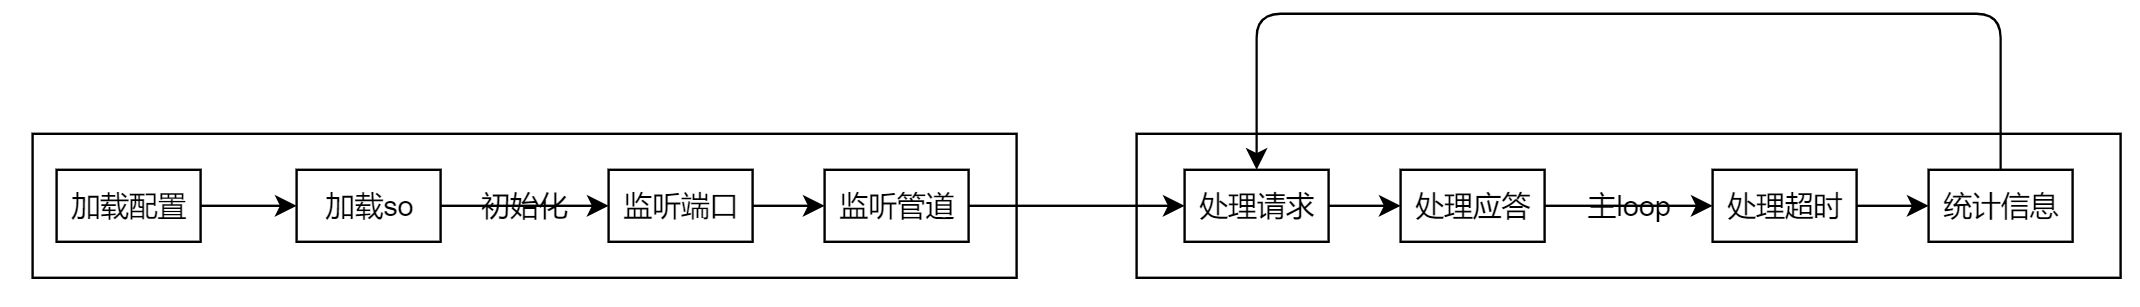 加载配置
加载so
初始化
监听端口
监听管道
处理请求
处理应答
主loop
处理超时
统计信息